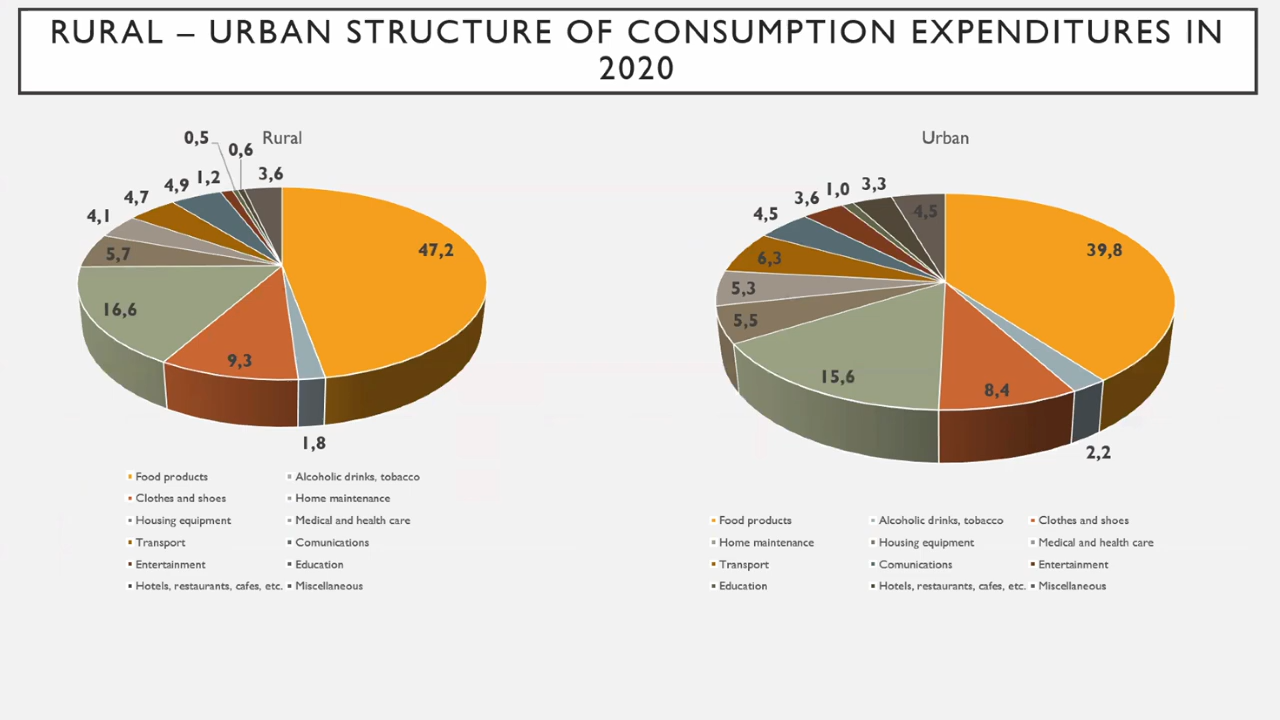 RURAL – URBAN STRUCTURE OF CONSUMPTION EXPENDITURES IN
2020
Rural
0,5
0,6
3,6
1,2
4,9
4,7
4,1
5,7
47,2
16,6
9,3
1,8
Food products
Alcoholic drinks, tobacco
Clothes and shoes
Home maintenance
Housing equipment
Medical and health care
Transport
Comunications
Entertainment
Education
Hotels, restaurants, cafes, etc.
Miscellaneous
Urban
3,3
1,0
3,6
4,5
4,5
6,3
39,8
5,3
5,5
15,6
8,4
2,2
Food products
Alcoholic drinks, tobacco
Clothes and shoes
Home maintenance
Housing equipment
Medical and health care
Transport
Comunications
Entertainment
Education
Hotels, restaurants, cafes, etc.
Miscellaneous